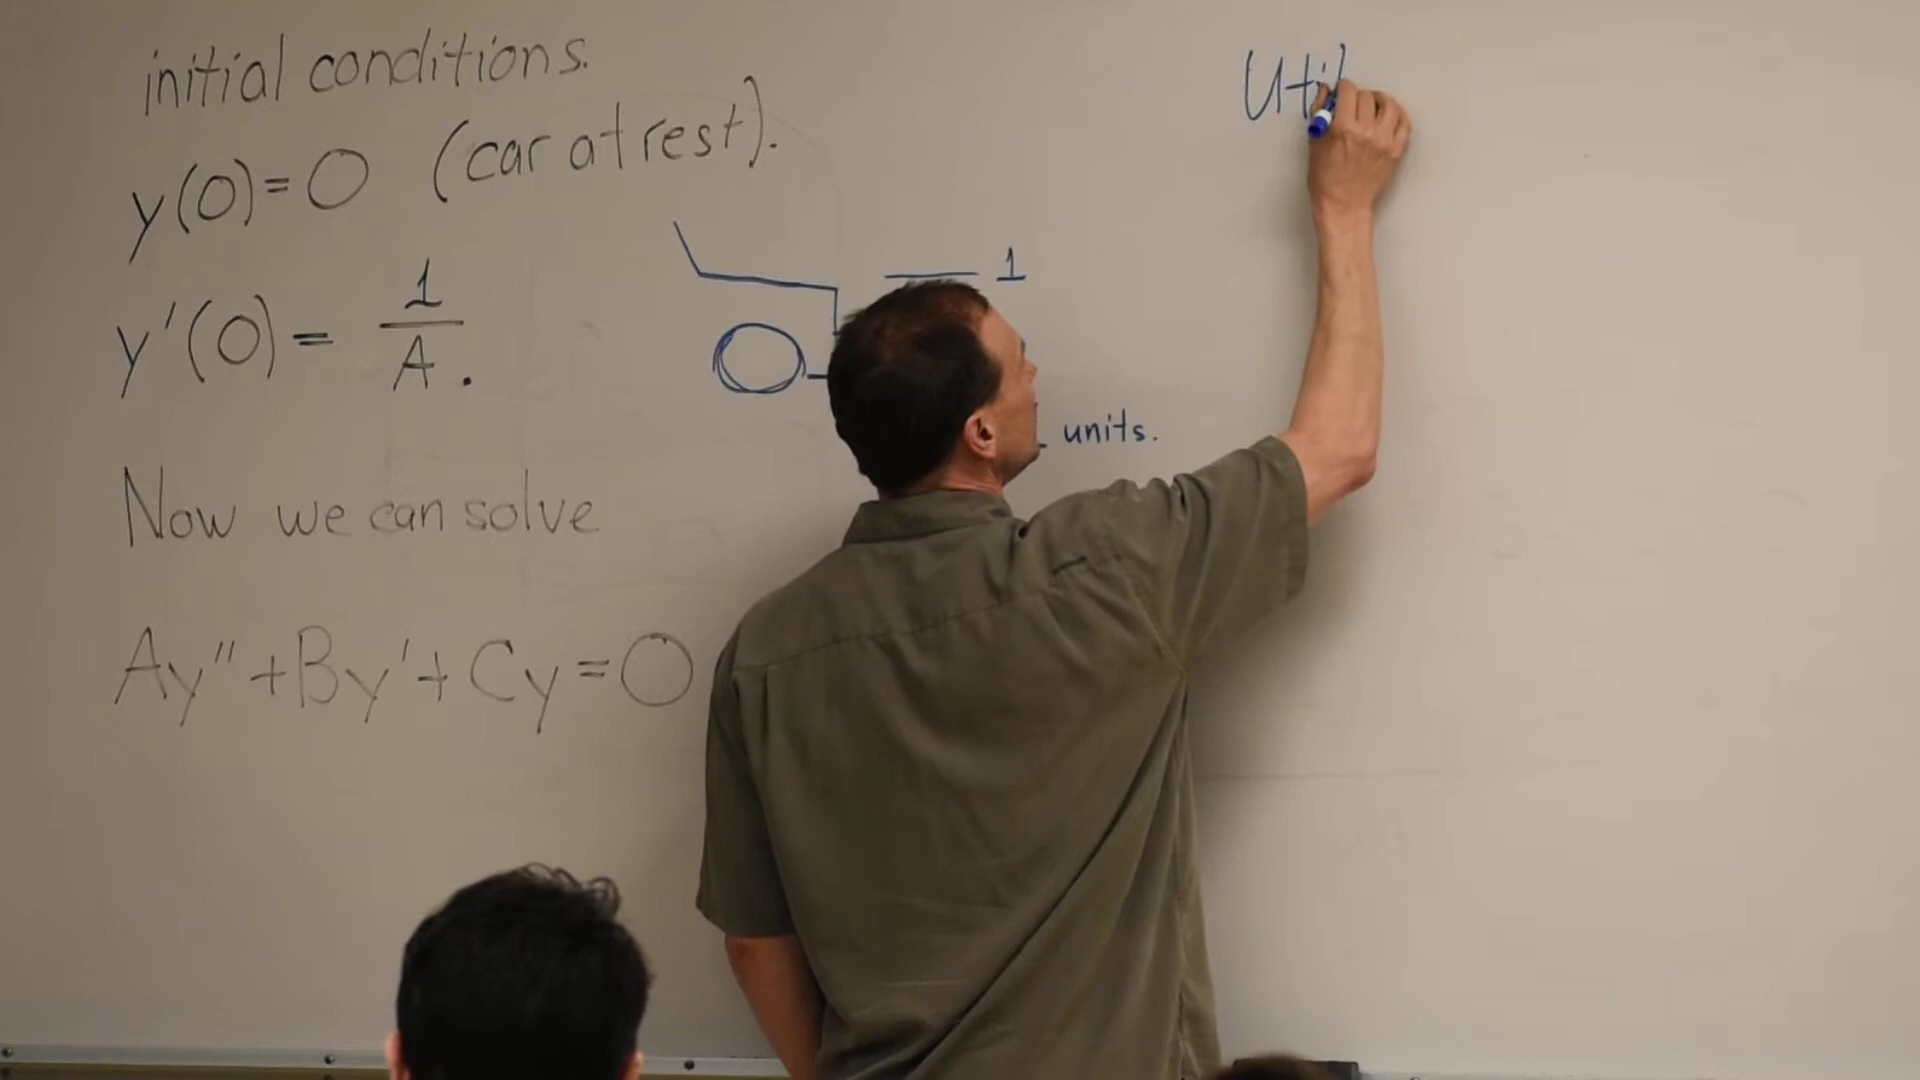 initial conditions.
y(0)=0 (car at rest).
y'(0) = 1/A.
Now we can solve
Ay''+By'+Cy=0
1
units.
Util